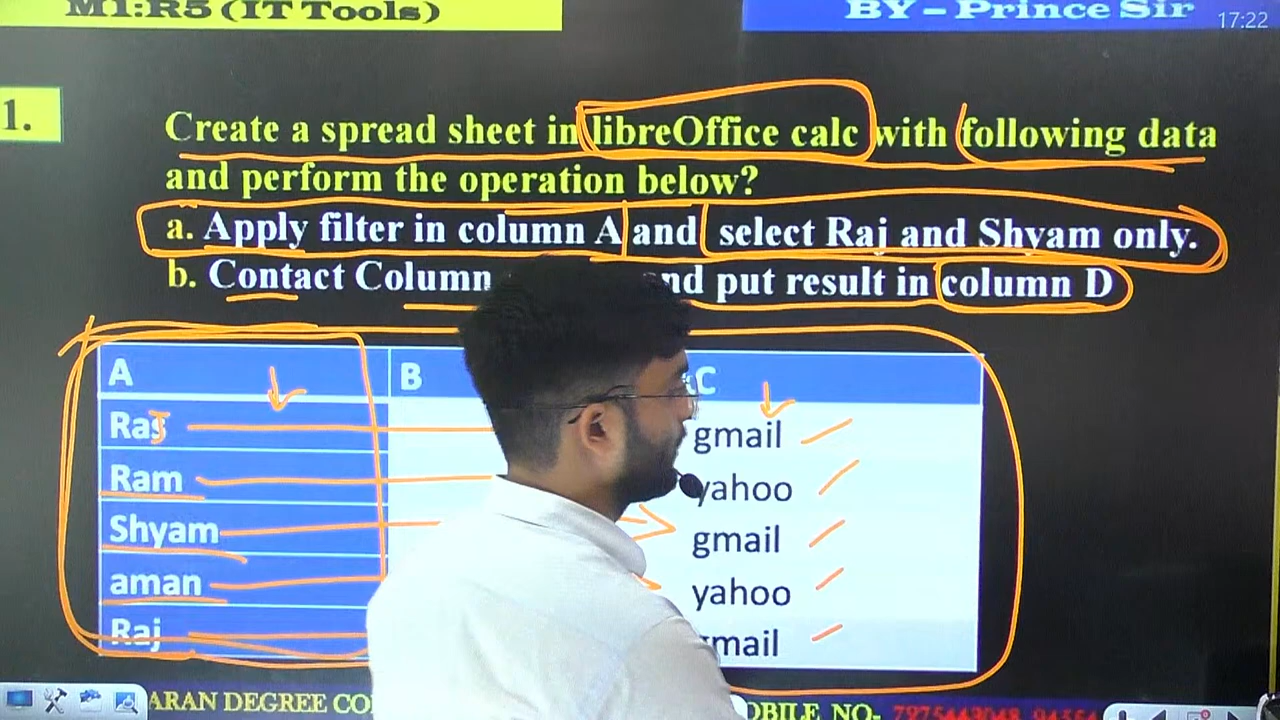 M1:R5 (IT Tools)
BY – Prince Sir
17:22
1.
Create a spread sheet in libreOffice calc with following data
and perform the operation below?
a. Apply filter in column A and select Raj and Shyam only.
b. Contact Column nd put result in column D
A B C
Raj gmail
Ram yahoo
Shyam gmail
aman yahoo
Raj gmail
ARAN DEGREE CO
OBILE NO-